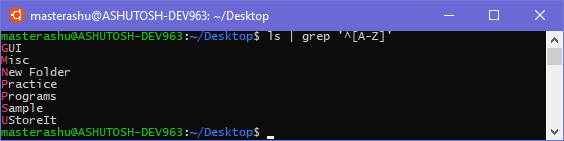 masterashu@ASHUTOSH-DEV963: ~/Desktop
masterashu@ASHUTOSH-DEV963:~/Desktop$ ls | grep '^[A-Z]'
GUI
Misc
New Folder
Practice
Programs
Sample
UStoreIt
masterashu@ASHUTOSH-DEV963:~/Desktop$